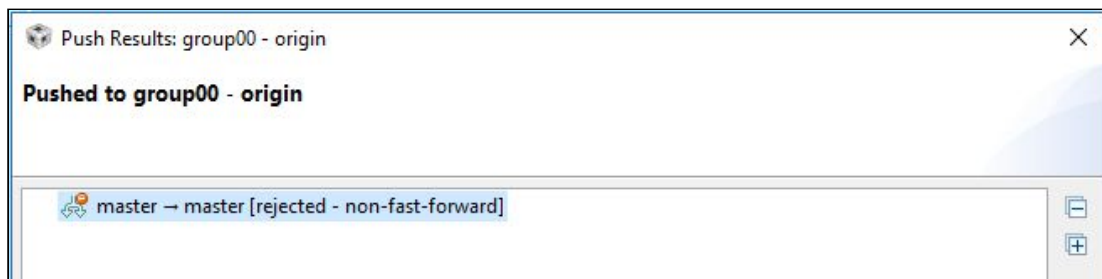 Push Results: group00 - origin
Pushed to group00 - origin
master → master [rejected - non-fast-forward]